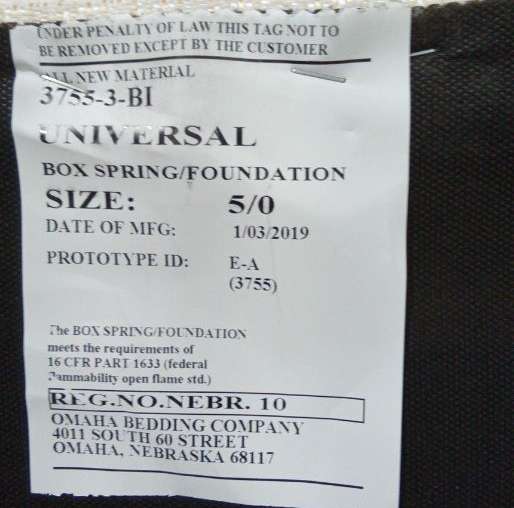 UNDER PENALTY OF LAW THIS TAG NOT TO
BE REMOVED EXCEPT BY THE CUSTOMER
ALL NEW MATERIAL
3755-3-BI
UNIVERSAL
BOX SPRING/FOUNDATION
SIZE: 5/0
DATE OF MFG: 1/03/2019
PROTOTYPE ID: E-A
(3755)
The BOX SPRING/FOUNDATION
meets the requirements of
16 CFR PART 1633 (federal
flammability open flame std.)
REG.NO.NEBR. 10
OMAHA BEDDING COMPANY
4011 SOUTH 60 STREET
OMAHA, NEBRASKA 68117